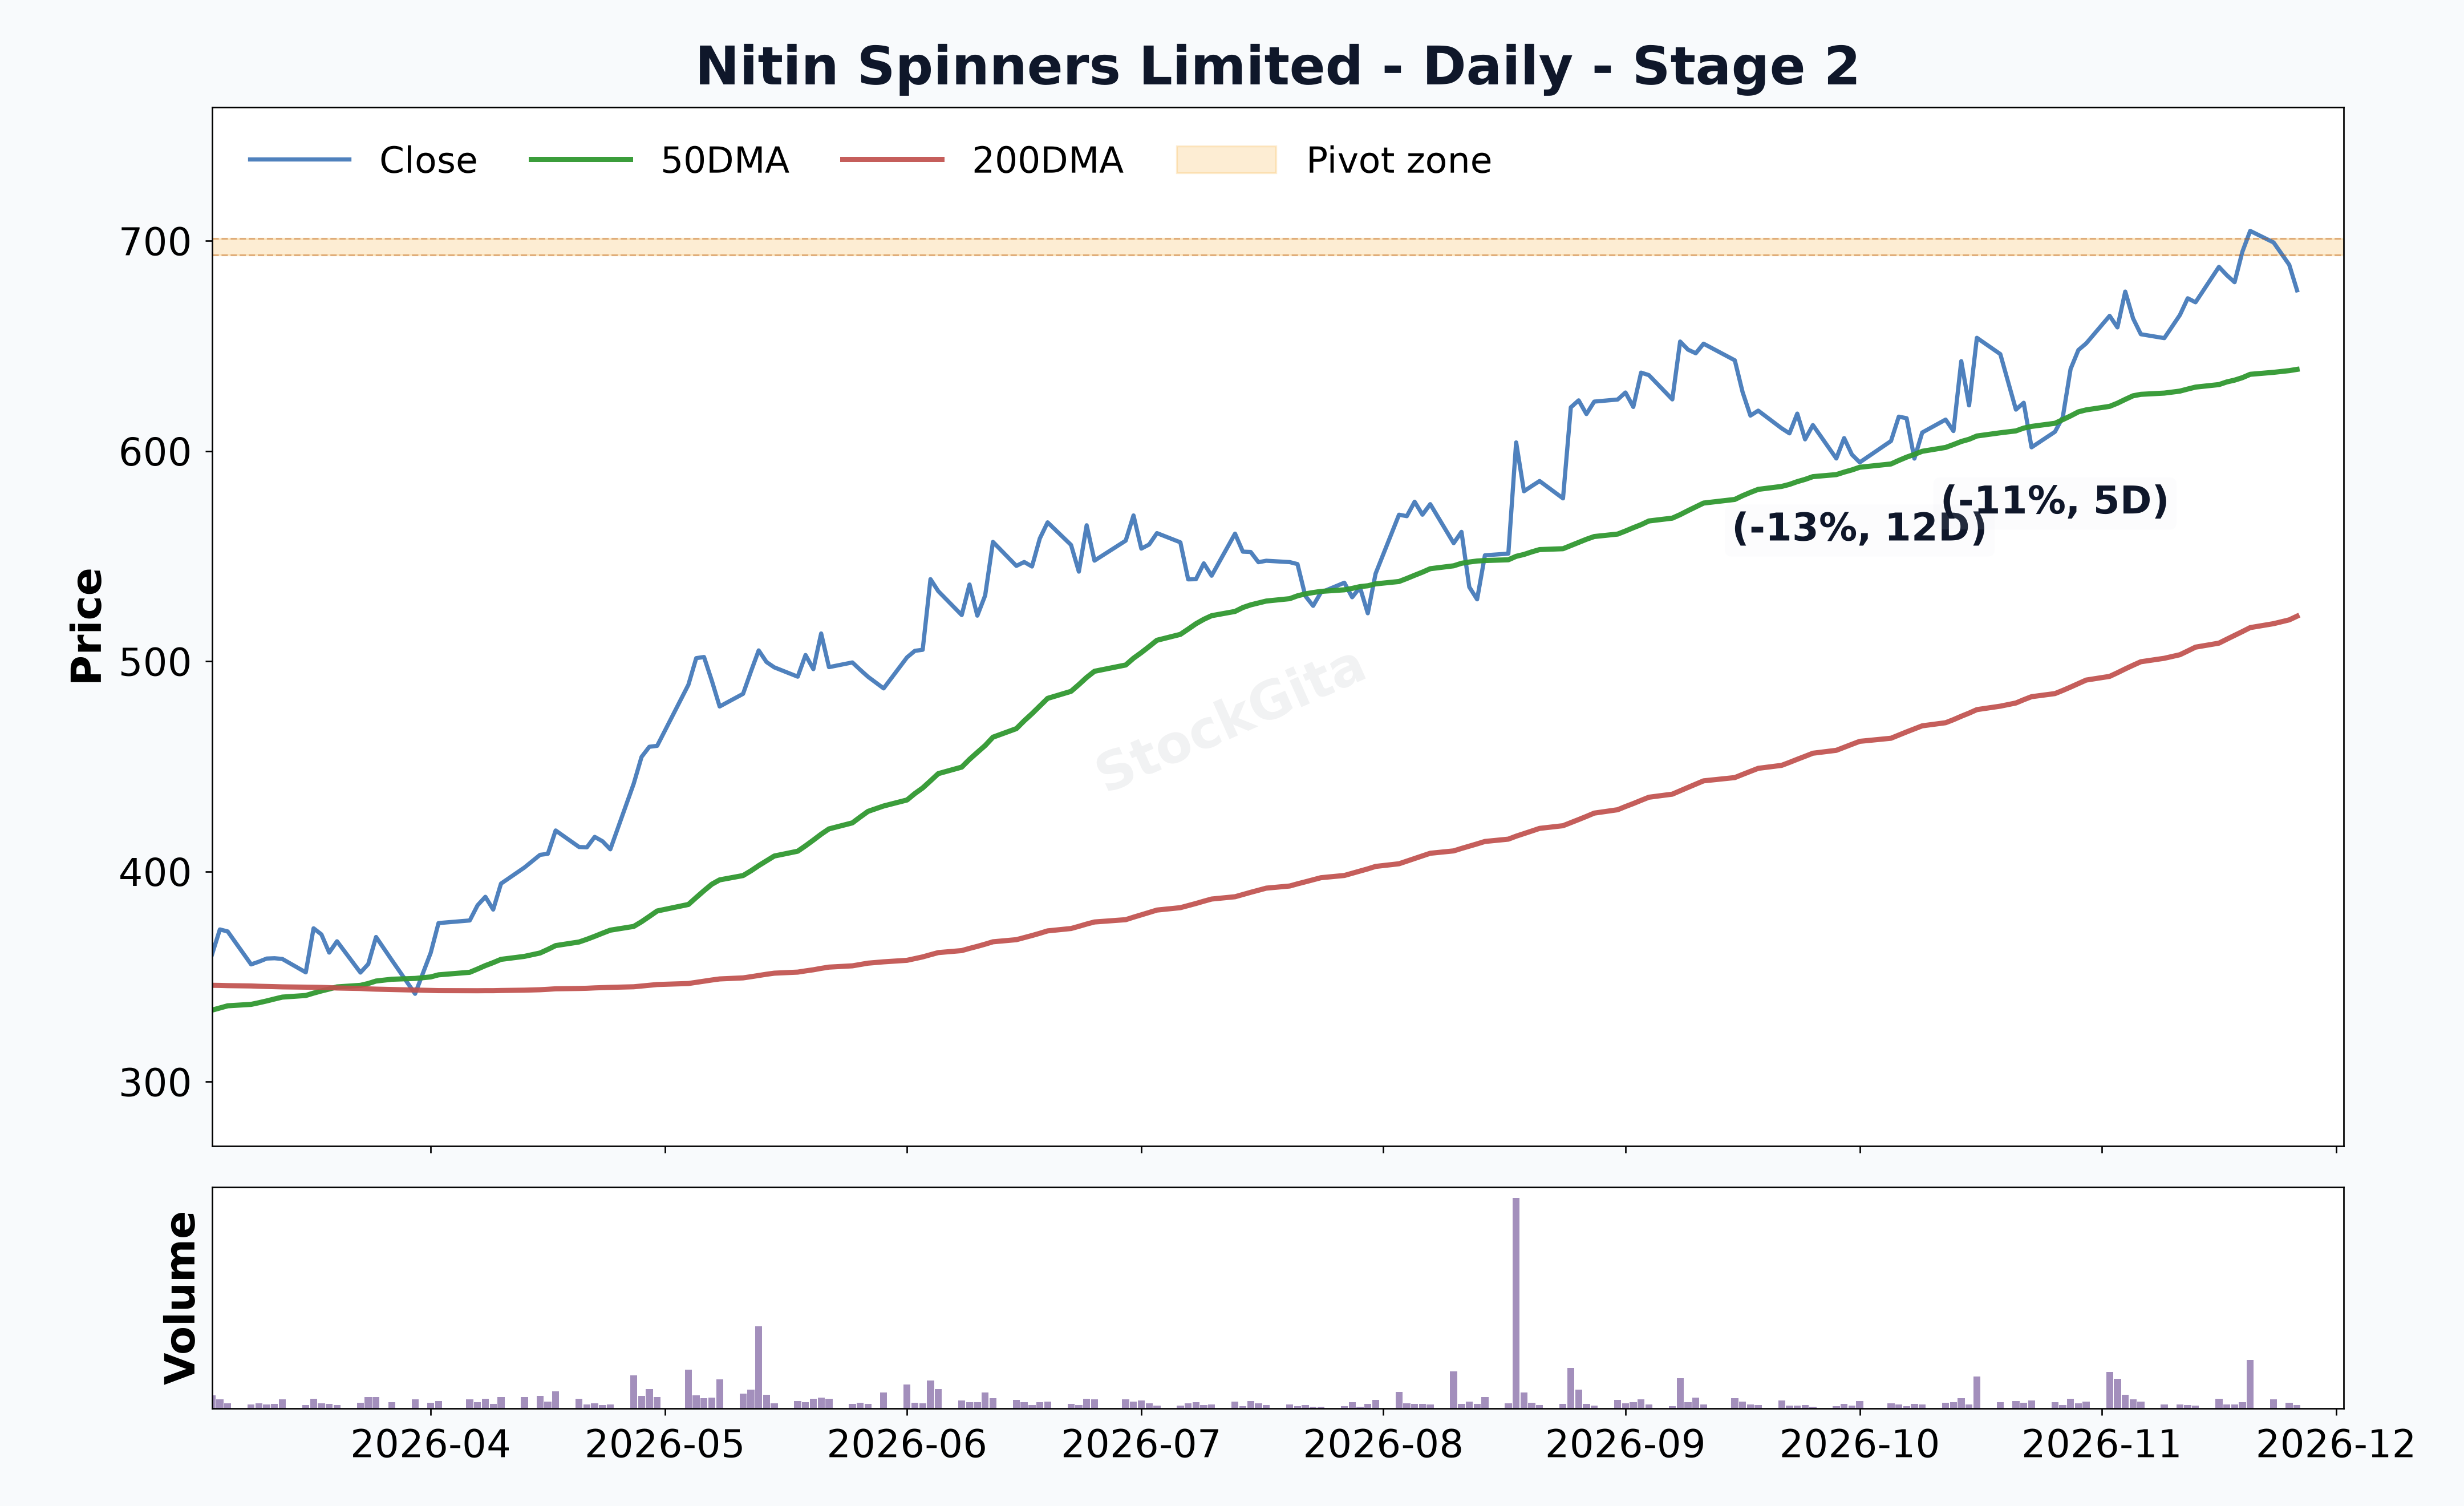 Nitin Spinners Limited - Daily - Stage 2
Close 50DMA 200DMA Pivot zone
Price
700
600
500
400
300
(-13%, 12D)
(-11%, 5D)
StockGita
Volume
2026-04 2026-05 2026-06 2026-07 2026-08 2026-09 2026-10 2026-11 2026-12